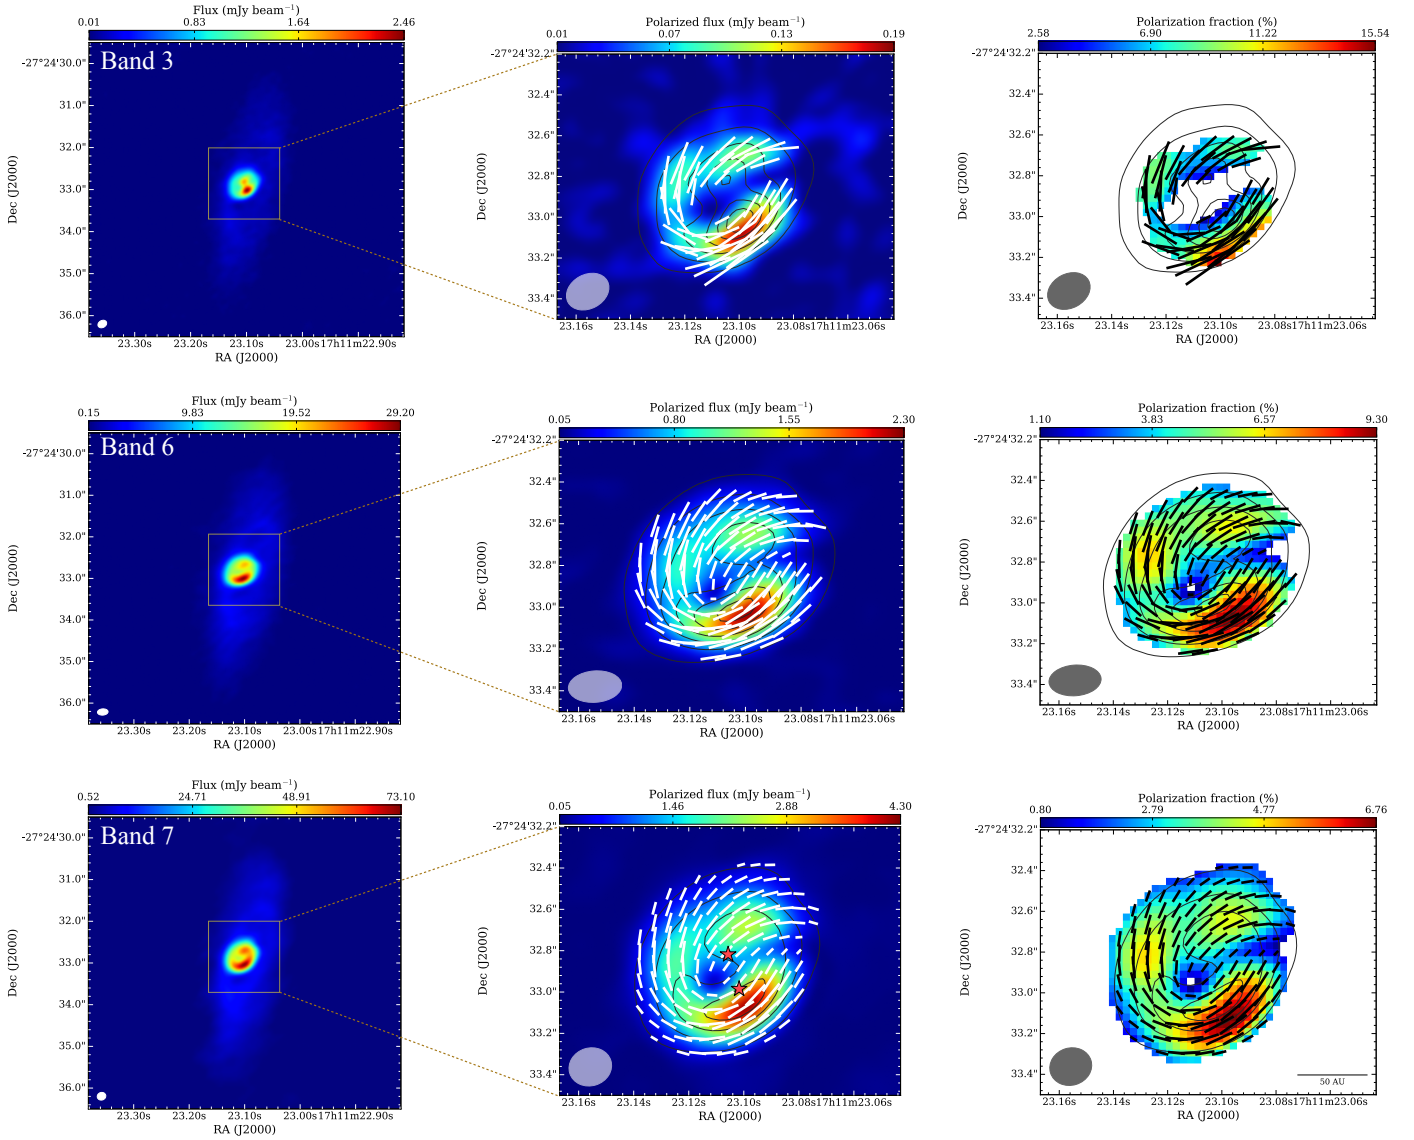 Flux (mJy beam⁻¹)
0.01 0.83 1.64 2.46
Band 3
-27°24'30.0"
31.0"
32.0"
33.0"
34.0"
35.0"
36.0"
Dec (J2000)
23.30s 23.20s 23.10s 23.00s17h11m22.90s
RA (J2000)
Polarized flux (mJy beam⁻¹)
0.01 0.07 0.13 0.19
-27°24'32.2"
32.4"
32.6"
32.8"
33.0"
33.2"
33.4"
Dec (J2000)
23.16s 23.14s 23.12s 23.10s 23.08s17h11m23.06s
RA (J2000)
Polarization fraction (%)
2.58 6.90 11.22 15.54
-27°24'32.2"
32.4"
32.6"
32.8"
33.0"
33.2"
33.4"
Dec (J2000)
23.16s 23.14s 23.12s 23.10s 23.08s17h11m23.06s
RA (J2000)
Flux (mJy beam⁻¹)
0.15 9.83 19.52 29.20
Band 6
-27°24'30.0"
31.0"
32.0"
33.0"
34.0"
35.0"
36.0"
Dec (J2000)
23.30s 23.20s 23.10s 23.00s17h11m22.90s
RA (J2000)
Polarized flux (mJy beam⁻¹)
0.05 0.80 1.55 2.30
-27°24'32.2"
32.4"
32.6"
32.8"
33.0"
33.2"
33.4"
Dec (J2000)
23.16s 23.14s 23.12s 23.10s 23.08s17h11m23.06s
RA (J2000)
Polarization fraction (%)
1.10 3.83 6.57 9.30
-27°24'32.2"
32.4"
32.6"
32.8"
33.0"
33.2"
33.4"
Dec (J2000)
23.16s 23.14s 23.12s 23.10s 23.08s17h11m23.06s
RA (J2000)
Flux (mJy beam⁻¹)
0.52 24.71 48.91 73.10
Band 7
-27°24'30.0"
31.0"
32.0"
33.0"
34.0"
35.0"
36.0"
Dec (J2000)
23.30s 23.20s 23.10s 23.00s17h11m22.90s
RA (J2000)
Polarized flux (mJy beam⁻¹)
0.05 1.46 2.88 4.30
-27°24'32.2"
32.4"
32.6"
32.8"
33.0"
33.2"
33.4"
Dec (J2000)
23.16s 23.14s 23.12s 23.10s 23.08s17h11m23.06s
RA (J2000)
Polarization fraction (%)
0.80 2.79 4.77 6.76
-27°24'32.2"
32.4"
32.6"
32.8"
33.0"
33.2"
33.4"
Dec (J2000)
50 AU
23.16s 23.14s 23.12s 23.10s 23.08s17h11m23.06s
RA (J2000)